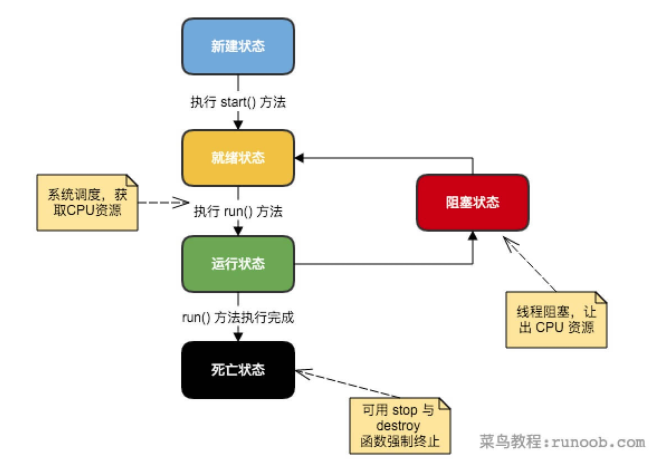 新建状态
执行 start() 方法
就绪状态
系统调度，获
取CPU资源
执行 run() 方法
阻塞状态
运行状态
线程阻塞，让
出 CPU 资源
run() 方法执行完成
死亡状态
可用 stop 与
destroy
函数强制终止
菜鸟教程:runoob.com